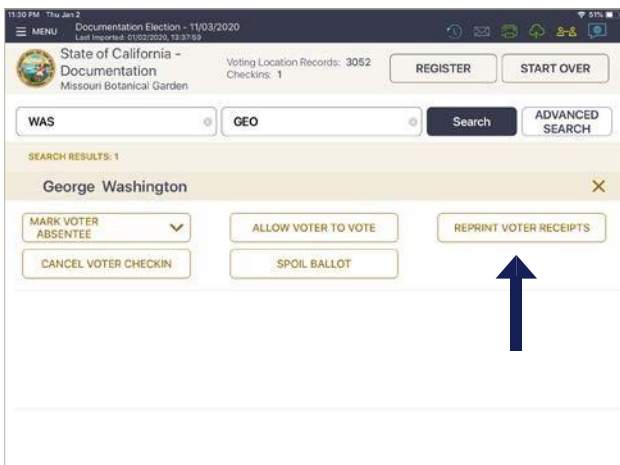 11:30 PM Thu Jan 2
51%
MENU
Documentation Election - 11/03/2020
Last Imported: 01/02/2020, 13:37:59
State of California -
Documentation
Missouri Botanical Garden
Voting Location Records: 3052
Checkins: 1
REGISTER
START OVER
WAS
GEO
Search
ADVANCED
SEARCH
SEARCH RESULTS: 1
George Washington
MARK VOTER
ABSENTEE
ALLOW VOTER TO VOTE
REPRINT VOTER RECEIPTS
CANCEL VOTER CHECKIN
SPOIL BALLOT